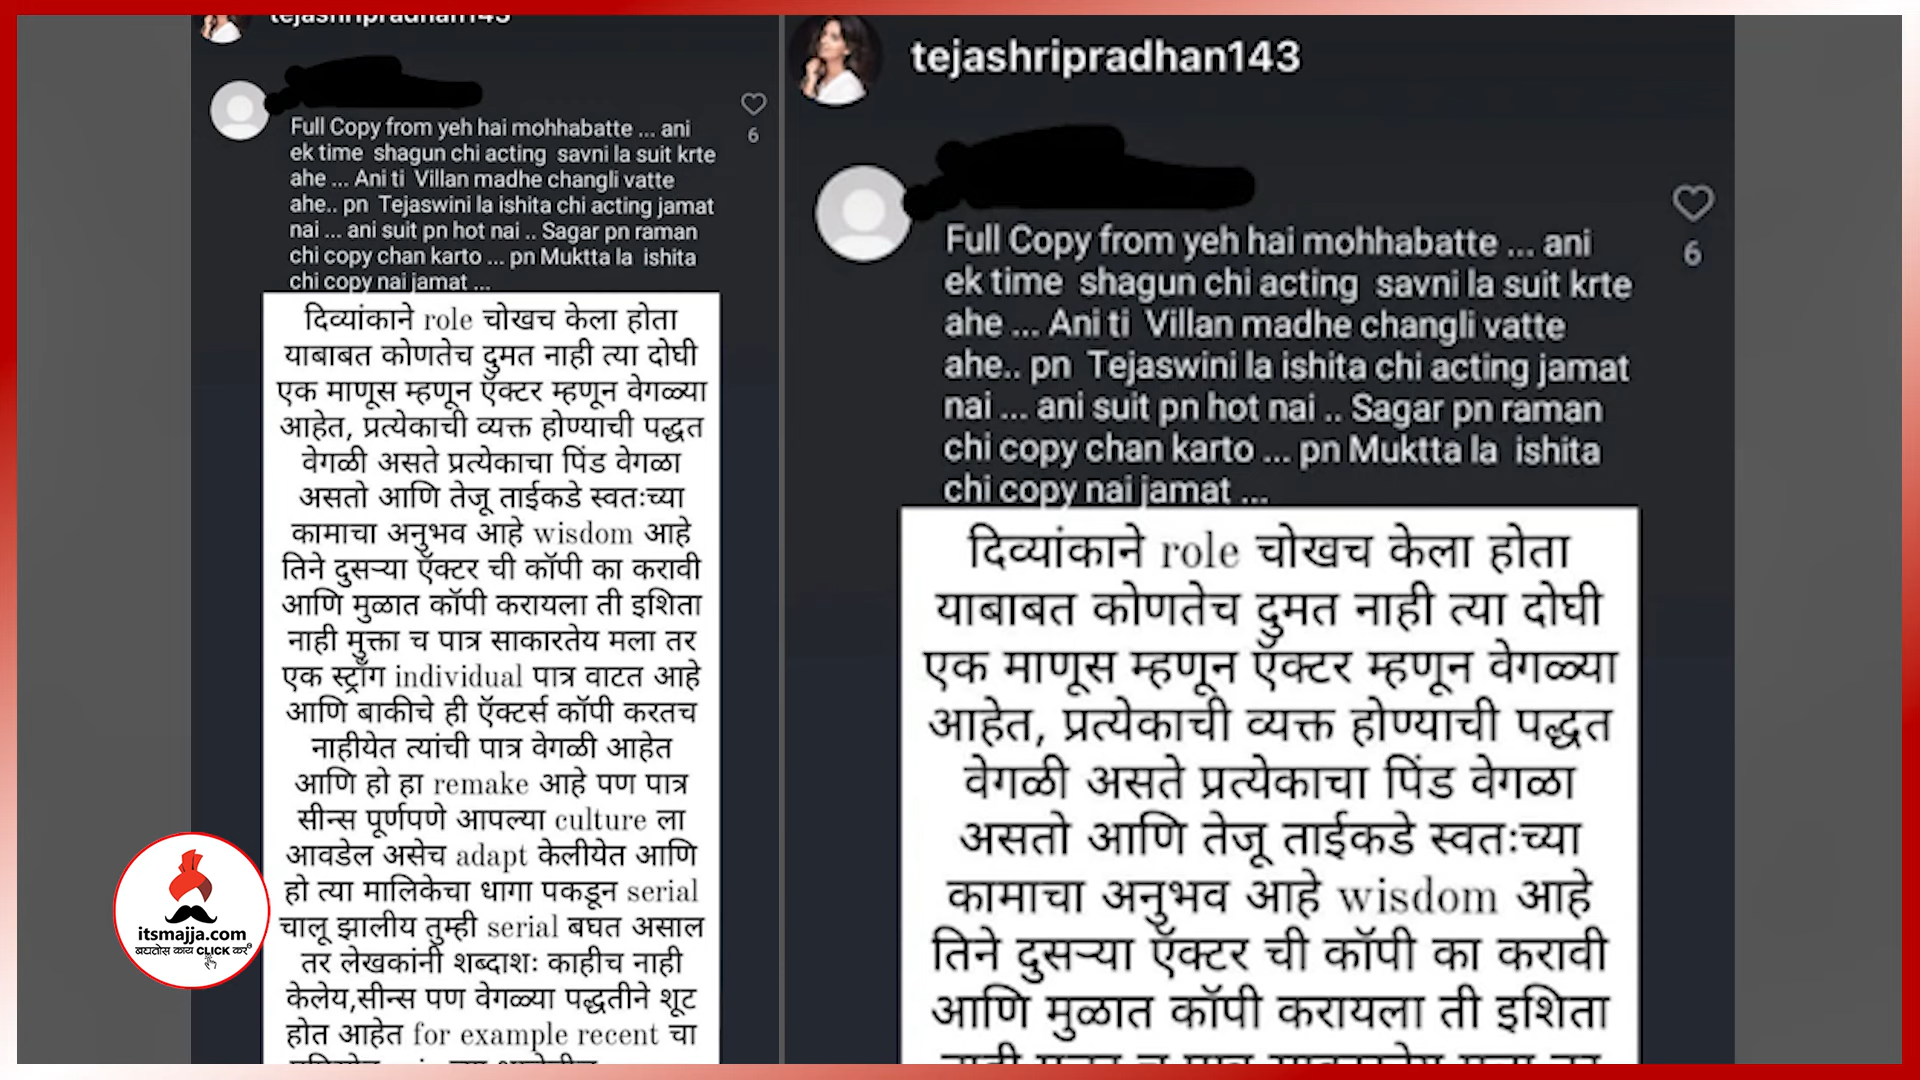 tejashripradhan143
Full Copy from yeh hai mohhabatte ... ani
ek time shagun chi acting savni la suit krte
ahe ... Ani ti Villan madhe changli vatte
ahe.. pn Tejaswini la ishita chi acting jamat
nai ... ani suit pn hot nai .. Sagar pn raman
chi copy chan karto ... pn Muktta la ishita
chi copy nai jamat ...
6
दिव्यांकाने role चोखच केला होता
याबाबत कोणतेच दुमत नाही त्या दोघी
एक माणूस म्हणून ऍक्टर म्हणून वेगळ्या
आहेत, प्रत्येकाची व्यक्त होण्याची पद्धत
वेगळी असते प्रत्येकाचा पिंड वेगळा
असतो आणि तेजू ताईकडे स्वतःच्या
कामाचा अनुभव आहे wisdom आहे
तिने दुसऱ्या ऍक्टर ची कॉपी का करावी
आणि मुळात कॉपी करायला ती इशिता
नाही मुक्ता च पात्र साकारतेय मला तर
एक स्ट्रॉंग individual पात्र वाटत आहे
आणि बाकीचे ही ऍक्टर्स कॉपी करतच
नाहीयेत त्यांची पात्र वेगळी आहेत
आणि हो हा remake आहे पण पात्र
सीन्स पूर्णपणे आपल्या culture ला
आवडेल असेच adapt केलीयेत आणि
हो त्या मालिकेचा धागा पकडून serial
चालू झालीय तुम्ही serial बघत असाल
तर लेखकांनी शब्दाशः काहीच नाही
केलेय,सीन्स पण वेगळ्या पद्धतीने शूट
होत आहेत for example recent चा
itsmajja.com
बघतोस काय CLICK कर
tejashripradhan143
Full Copy from yeh hai mohhabatte ... ani
ek time shagun chi acting savni la suit krte
ahe ... Ani ti Villan madhe changli vatte
ahe.. pn Tejaswini la ishita chi acting jamat
nai ... ani suit pn hot nai .. Sagar pn raman
chi copy chan karto ... pn Muktta la ishita
chi copy nai jamat ...
6
दिव्यांकाने role चोखच केला होता
याबाबत कोणतेच दुमत नाही त्या दोघी
एक माणूस म्हणून ऍक्टर म्हणून वेगळ्या
आहेत, प्रत्येकाची व्यक्त होण्याची पद्धत
वेगळी असते प्रत्येकाचा पिंड वेगळा
असतो आणि तेजू ताईकडे स्वतःच्या
कामाचा अनुभव आहे wisdom आहे
तिने दुसऱ्या ऍक्टर ची कॉपी का करावी
आणि मुळात कॉपी करायला ती इशिता